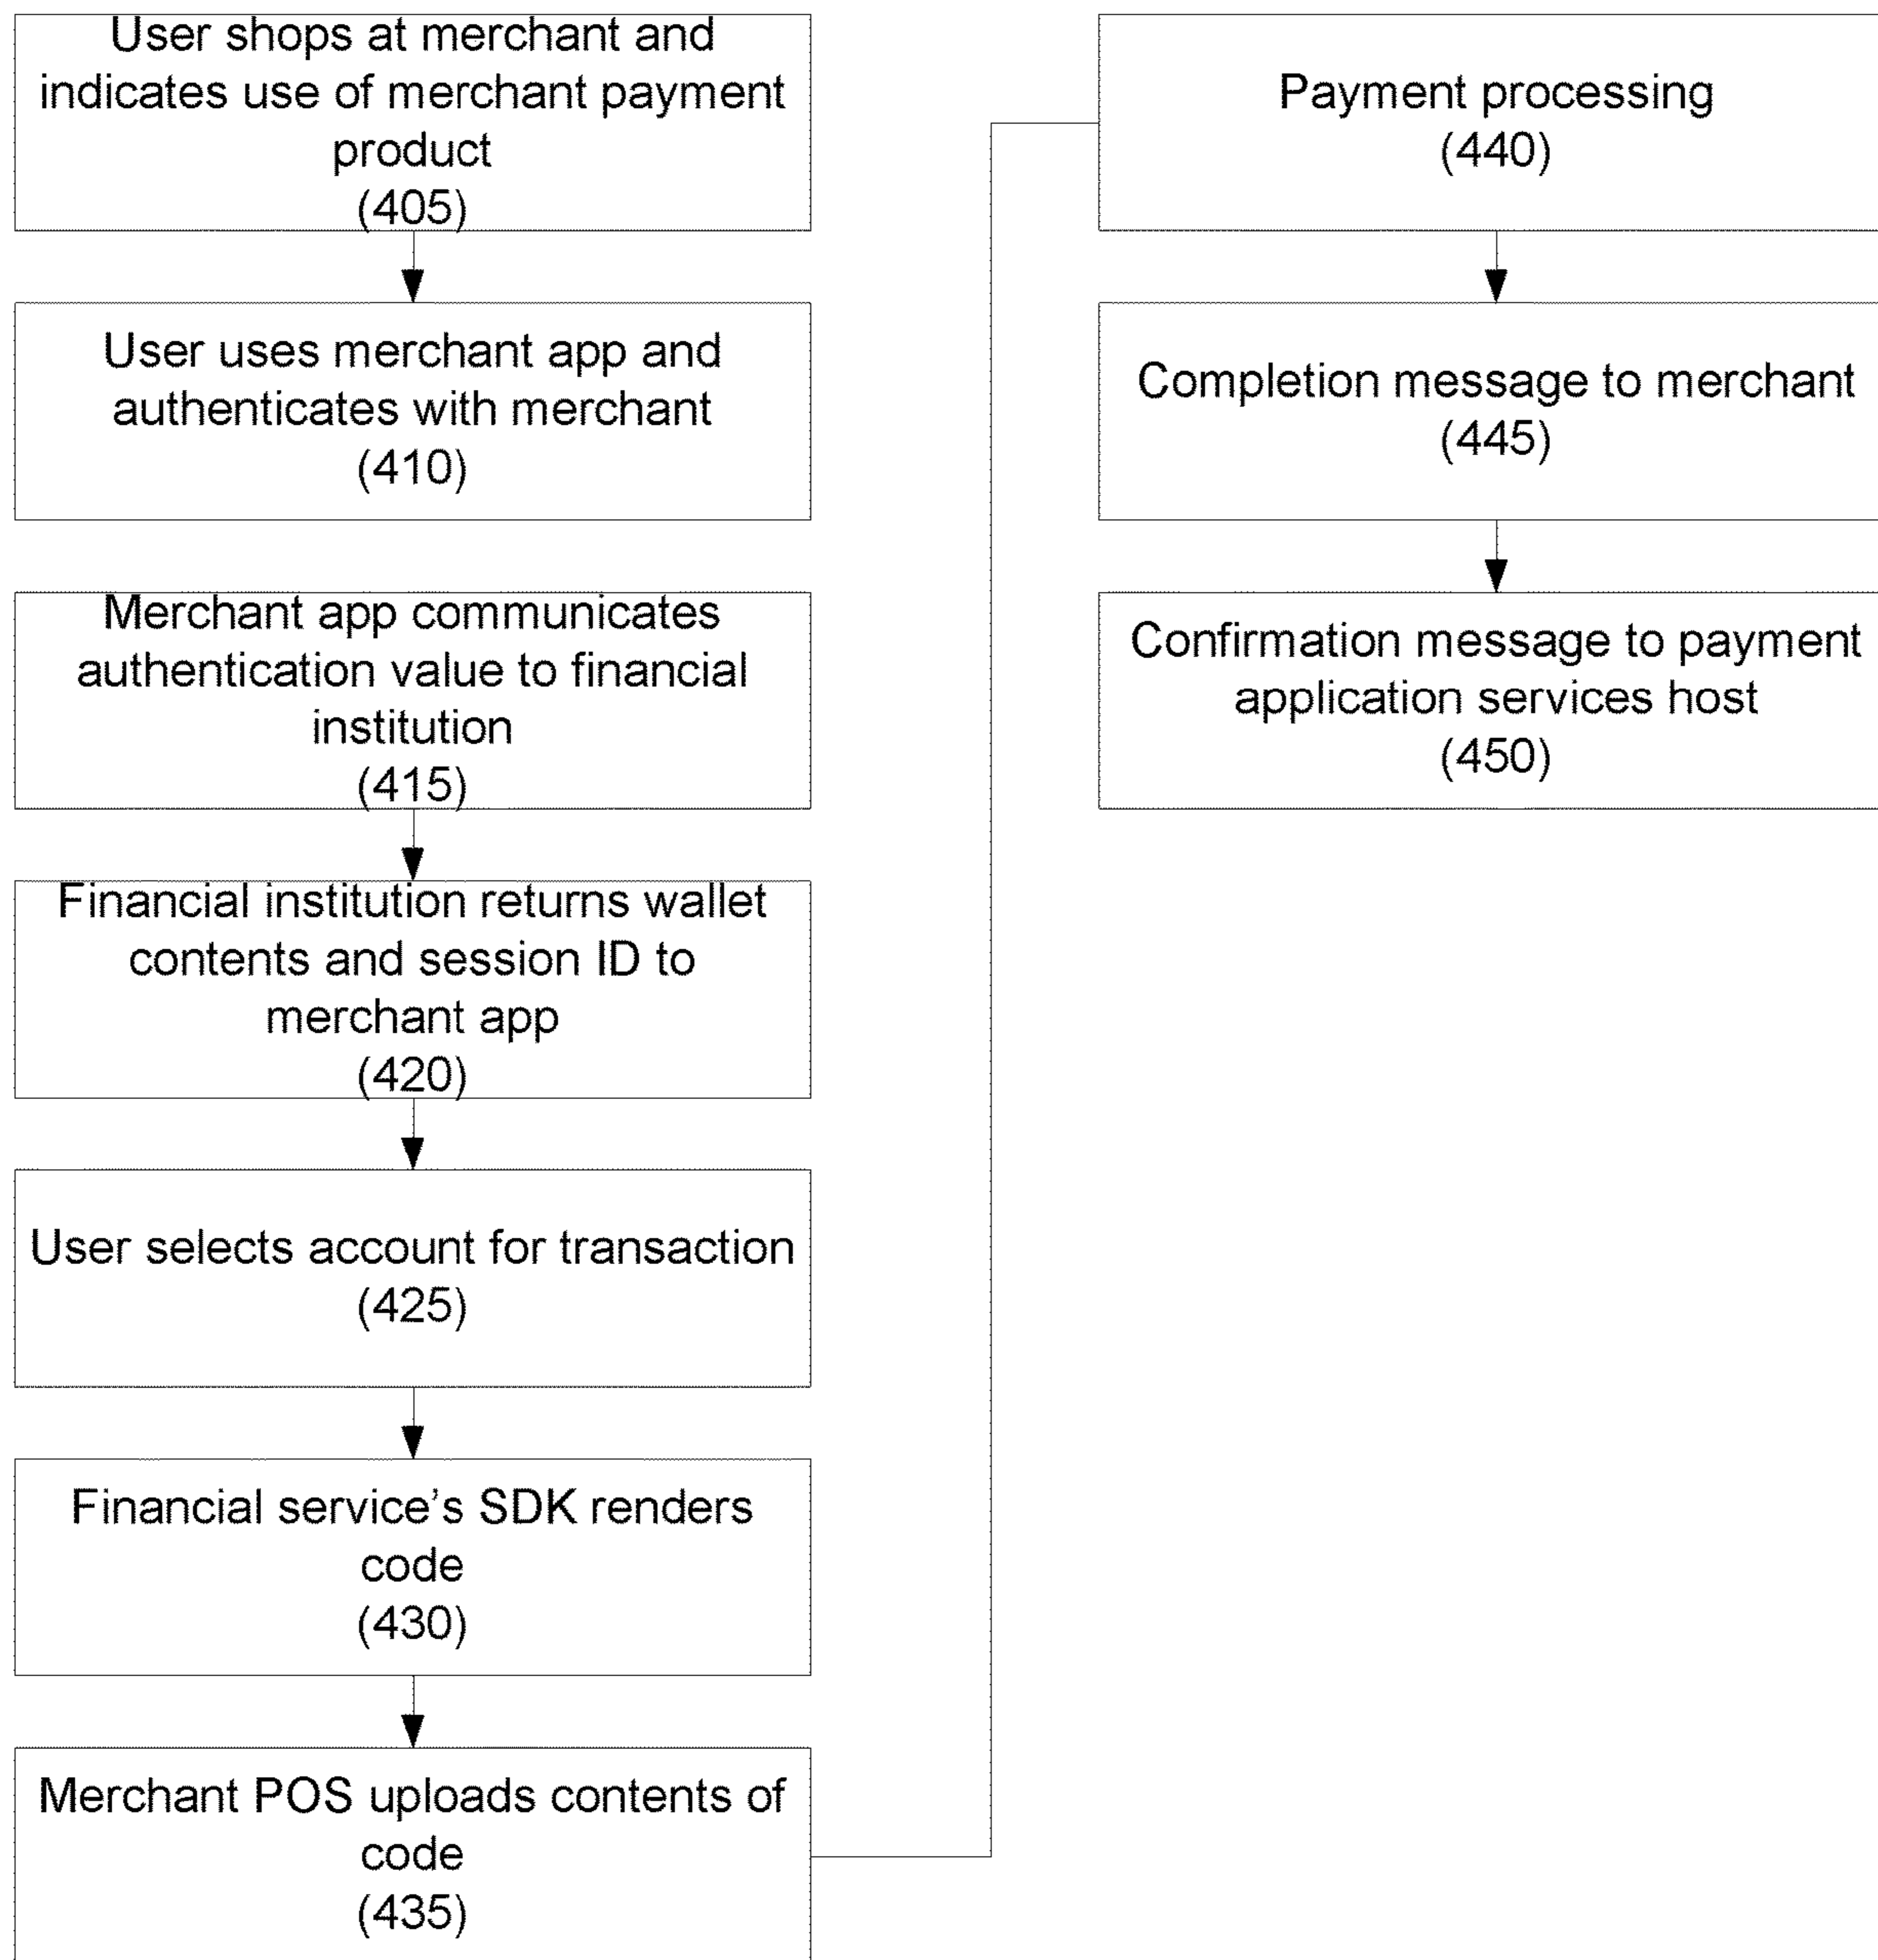 User shops at merchant and
indicates use of merchant payment
product
(405)
User uses merchant app and
authenticates with merchant
(410)
Merchant app communicates
authentication value to financial
institution
(415)
Financial institution returns wallet
contents and session ID to
merchant app
(420)
User selects account for transaction
(425)
Financial service's SDK renders
code
(430)
Merchant POS uploads contents of
code
(435)
Payment processing
(440)
Completion message to merchant
(445)
Confirmation message to payment
application services host
(450)